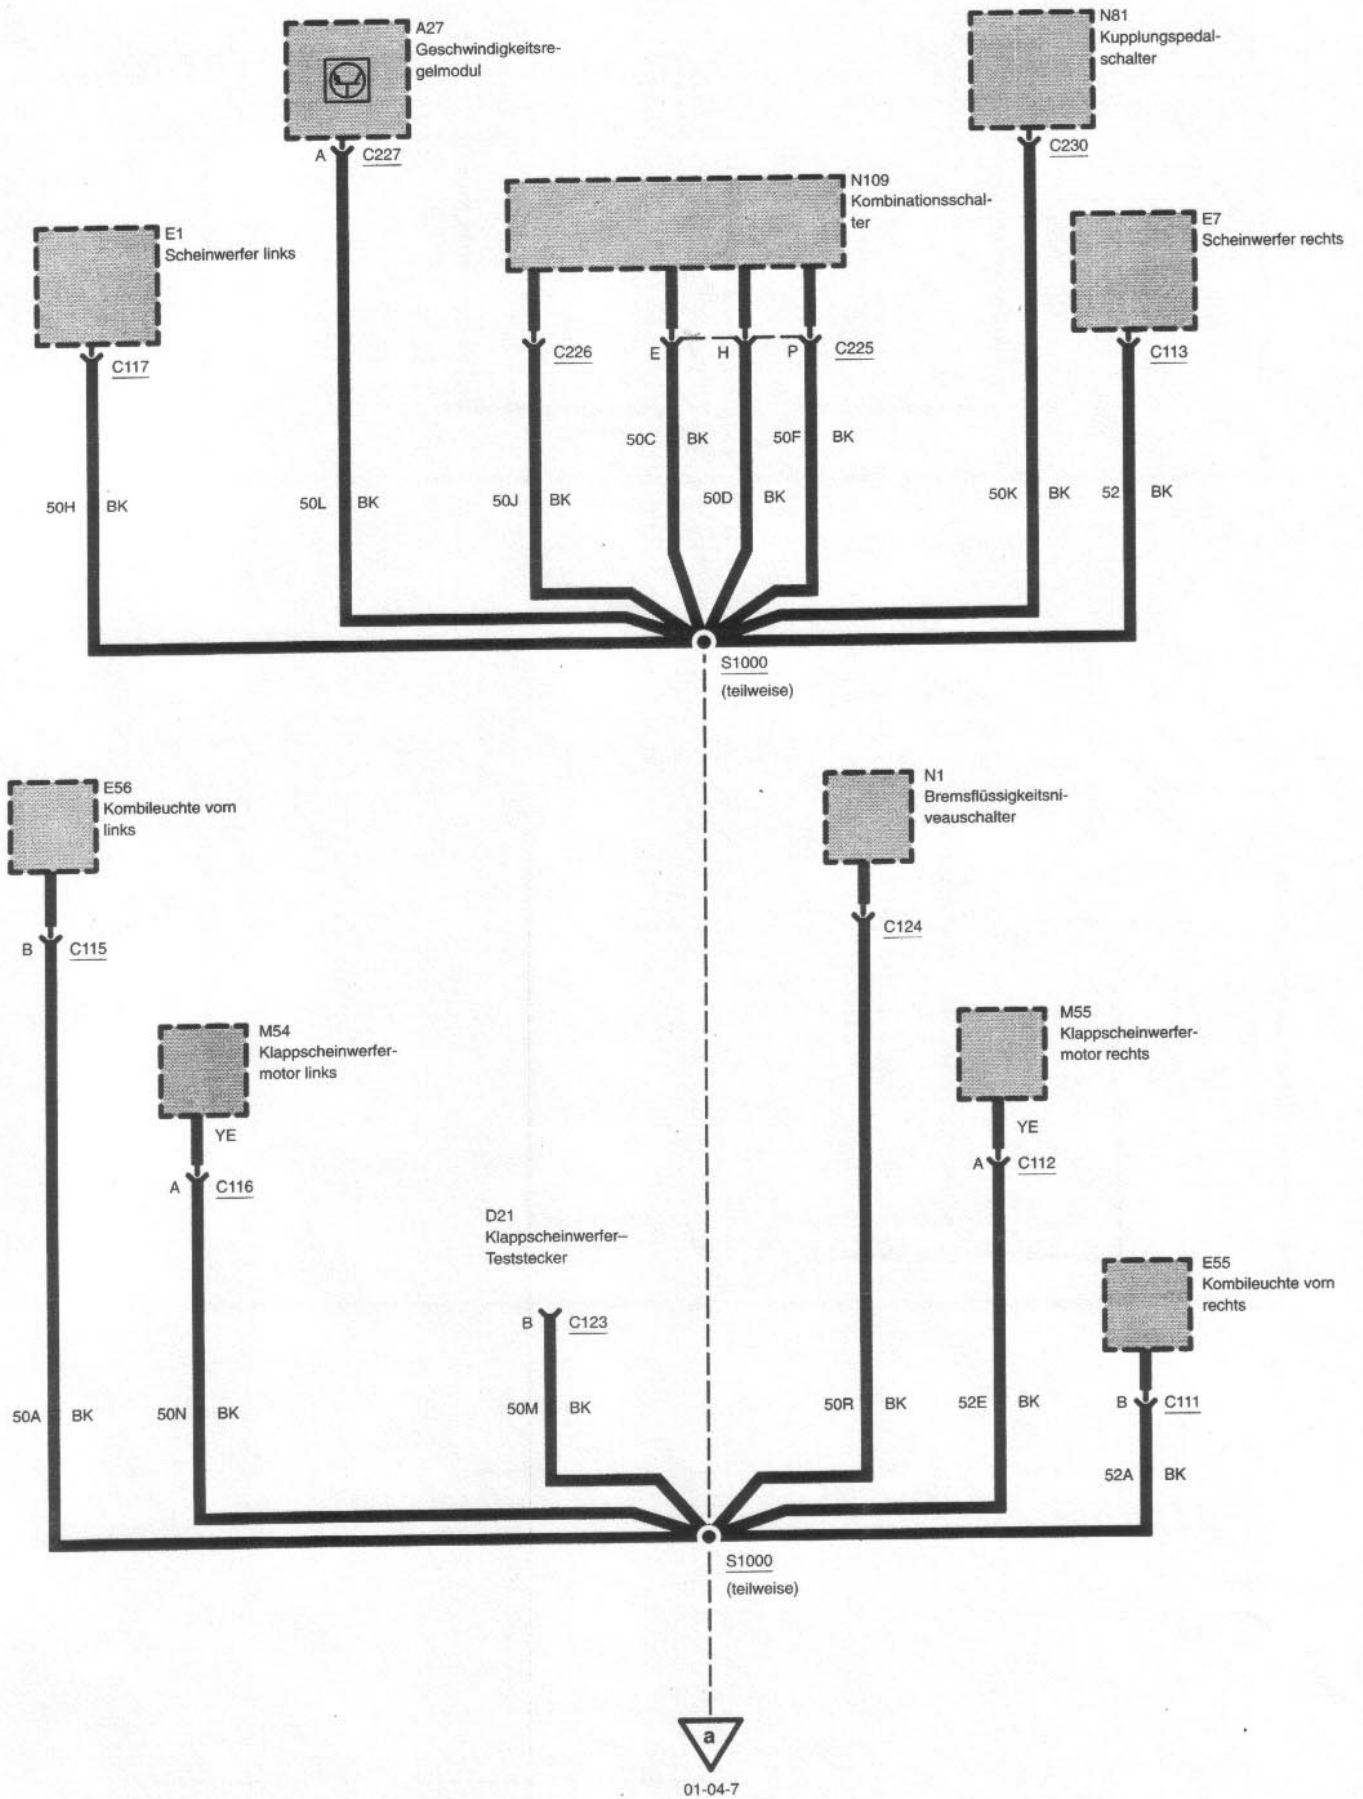 A27
Geschwindigkeitsre-
gelmodul
A C227
N81
Kupplungspedal-
schalter
C230
N109
Kombinationsschal-
ter
E1
Scheinwerfer links
C117
E7
Scheinwerfer rechts
C113
C226
E
H
P
C225
50C BK
50F BK
50H BK
50L BK
50J BK
50D BK
50K BK
52 BK
S1000
(teilweise)
E56
Kombileuchte vorn
links
B C115
N1
Bremsflüssigkeitsni-
veauschalter
C124
M54
Klappscheinwerfer-
motor links
YE
A C116
M55
Klappscheinwerfer-
motor rechts
YE
A C112
D21
Klappscheinwerfer–
Teststecker
B C123
E55
Kombileuchte vorn
rechts
B C111
50A BK
50N BK
50M BK
50R BK
52E BK
52A BK
S1000
(teilweise)
a
01-04-7